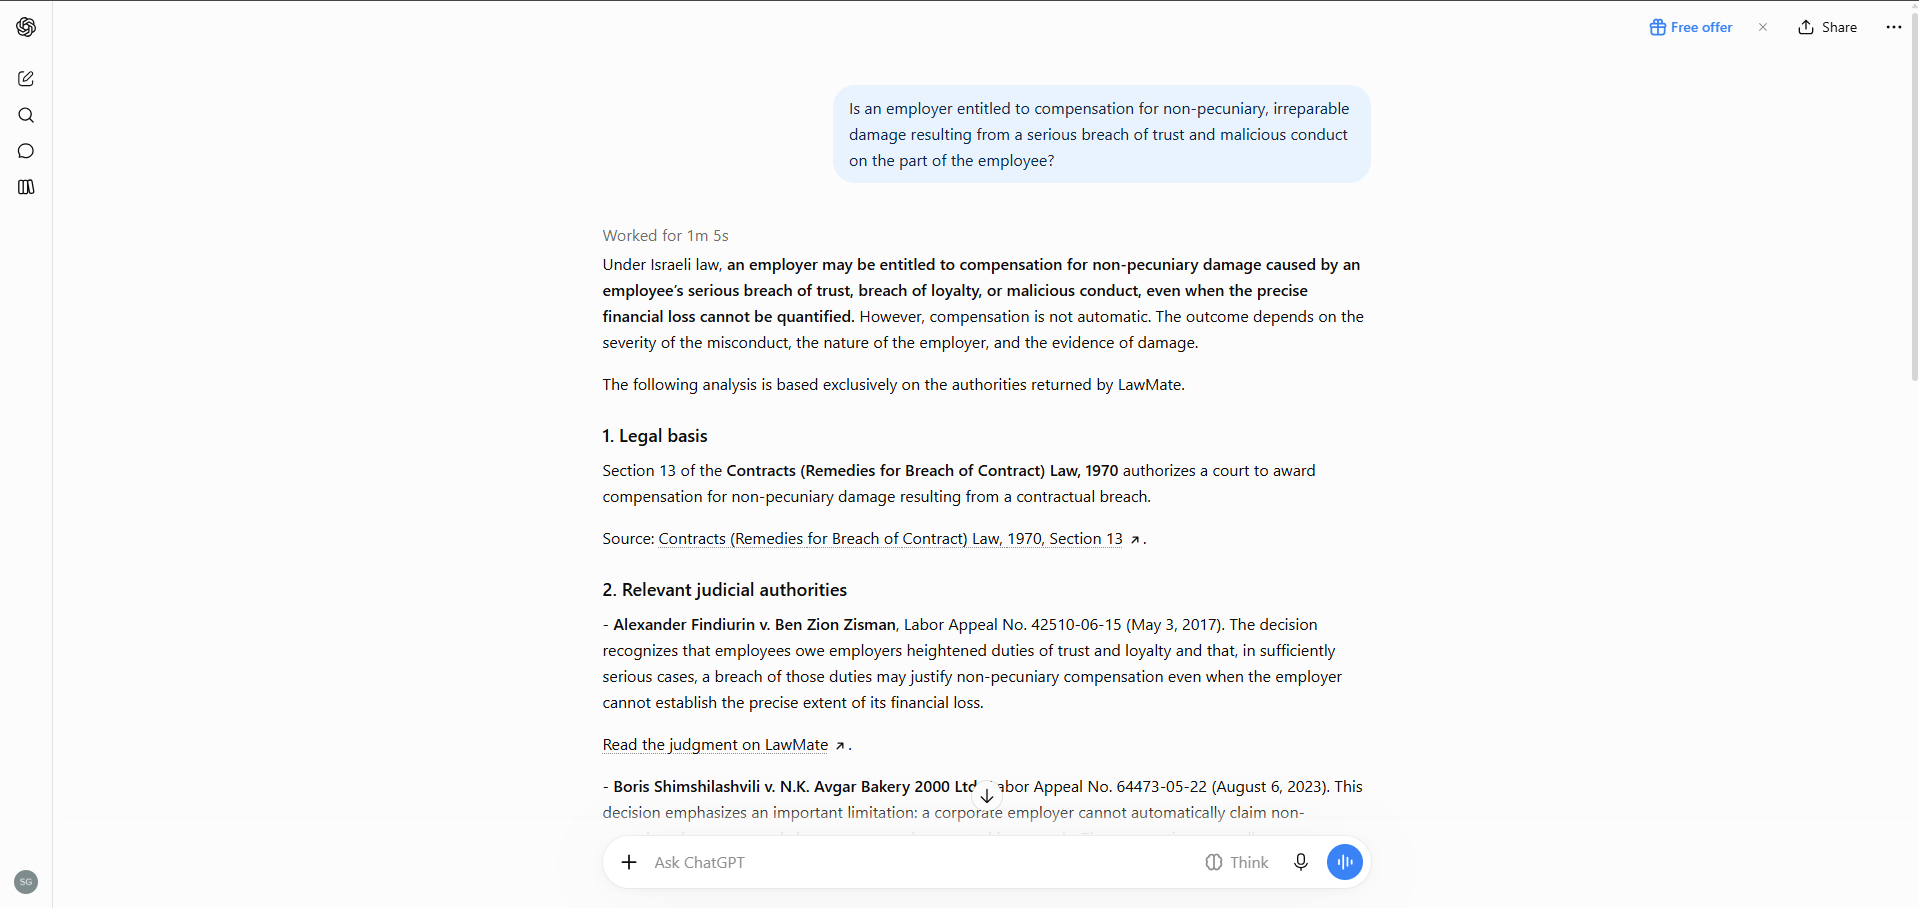 Free offer
Share
Is an employer entitled to compensation for non-pecuniary, irreparable
damage resulting from a serious breach of trust and malicious conduct
on the part of the employee?
Worked for 1m 5s
Under Israeli law, an employer may be entitled to compensation for non-pecuniary damage caused by an
employee’s serious breach of trust, breach of loyalty, or malicious conduct, even when the precise
financial loss cannot be quantified. However, compensation is not automatic. The outcome depends on the
severity of the misconduct, the nature of the employer, and the evidence of damage.
The following analysis is based exclusively on the authorities returned by LawMate.
1. Legal basis
Section 13 of the Contracts (Remedies for Breach of Contract) Law, 1970 authorizes a court to award
compensation for non-pecuniary damage resulting from a contractual breach.
Source: Contracts (Remedies for Breach of Contract) Law, 1970, Section 13 ↗.
2. Relevant judicial authorities
- Alexander Findiurin v. Ben Zion Zisman, Labor Appeal No. 42510-06-15 (May 3, 2017). The decision
recognizes that employees owe employers heightened duties of trust and loyalty and that, in sufficiently
serious cases, a breach of those duties may justify non-pecuniary compensation even when the employer
cannot establish the precise extent of its financial loss.
Read the judgment on LawMate ↗.
- Boris Shimshilashvili v. N.K. Avgar Bakery 2000 Ltd abor Appeal No. 64473-05-22 (August 6, 2023). This
decision emphasizes an important limitation: a corporate employer cannot automatically claim non-
Ask ChatGPT
Think
SG